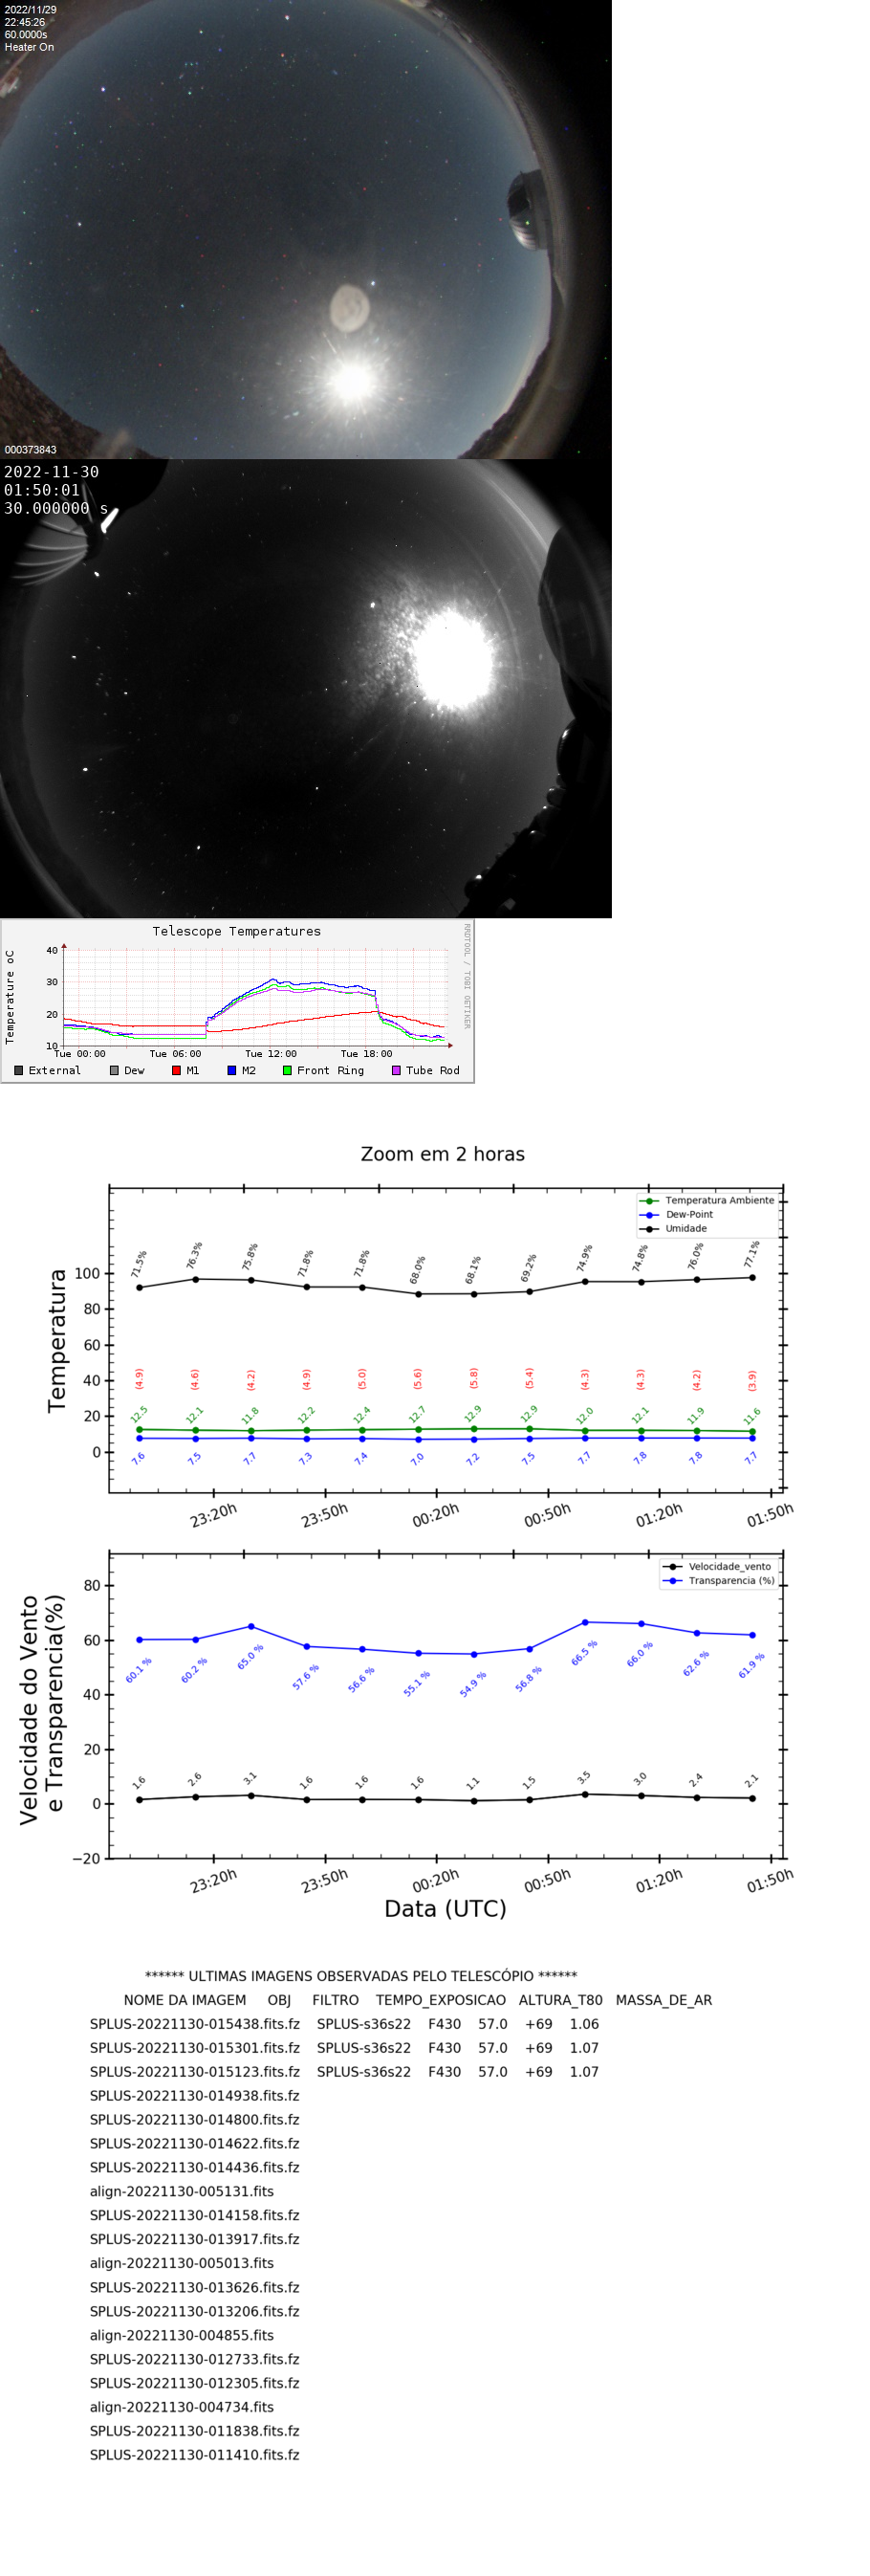 2022/11/29
22:45:26
60.0000s
Heater On
000373843
2022-11-30
01:50:01
30.000000 s
Telescope Temperatures
RRDTOOL / TOBI OETIKER
Temperature oC
40
30
20
10
Tue 00:00 Tue 06:00 Tue 12:00 Tue 18:00
External Dew M1 M2 Front Ring Tube Rod
Zoom em 2 horas
Temperatura Ambiente
Dew-Point
Umidade
Temperatura
100
80
60
40
20
0
71.5% 76.3% 75.8% 71.8% 71.8% 68.0% 68.1% 69.2% 74.9% 74.8% 76.0% 77.1%
(4.9) (4.6) (4.2) (4.9) (5.0) (5.6) (5.8) (5.4) (4.3) (4.3) (4.2) (3.9)
12.5 12.1 11.8 12.2 12.4 12.7 12.9 12.9 12.0 12.1 11.9 11.6
7.6 7.5 7.7 7.3 7.4 7.0 7.2 7.5 7.7 7.8 7.8 7.7
23:20h 23:50h 00:20h 00:50h 01:20h 01:50h
Velocidade_vento
Transparencia (%)
Velocidade do Vento
e Transparencia(%)
80
60
40
20
0
−20
60.1 % 60.2 % 65.0 % 57.6 % 56.6 % 55.1 % 54.9 % 56.8 % 66.5 % 66.0 % 62.6 % 61.9 %
1.6 2.6 3.1 1.6 1.6 1.6 1.1 1.5 3.5 3.0 2.4 2.1
23:20h 23:50h 00:20h 00:50h 01:20h 01:50h
Data (UTC)
****** ULTIMAS IMAGENS OBSERVADAS PELO TELESCÓPIO ******
NOME DA IMAGEM OBJ FILTRO TEMPO_EXPOSICAO ALTURA_T80 MASSA_DE_AR
SPLUS-20221130-015438.fits.fz SPLUS-s36s22 F430 57.0 +69 1.06
SPLUS-20221130-015301.fits.fz SPLUS-s36s22 F430 57.0 +69 1.07
SPLUS-20221130-015123.fits.fz SPLUS-s36s22 F430 57.0 +69 1.07
SPLUS-20221130-014938.fits.fz
SPLUS-20221130-014800.fits.fz
SPLUS-20221130-014622.fits.fz
SPLUS-20221130-014436.fits.fz
align-20221130-005131.fits
SPLUS-20221130-014158.fits.fz
SPLUS-20221130-013917.fits.fz
align-20221130-005013.fits
SPLUS-20221130-013626.fits.fz
SPLUS-20221130-013206.fits.fz
align-20221130-004855.fits
SPLUS-20221130-012733.fits.fz
SPLUS-20221130-012305.fits.fz
align-20221130-004734.fits
SPLUS-20221130-011838.fits.fz
SPLUS-20221130-011410.fits.fz